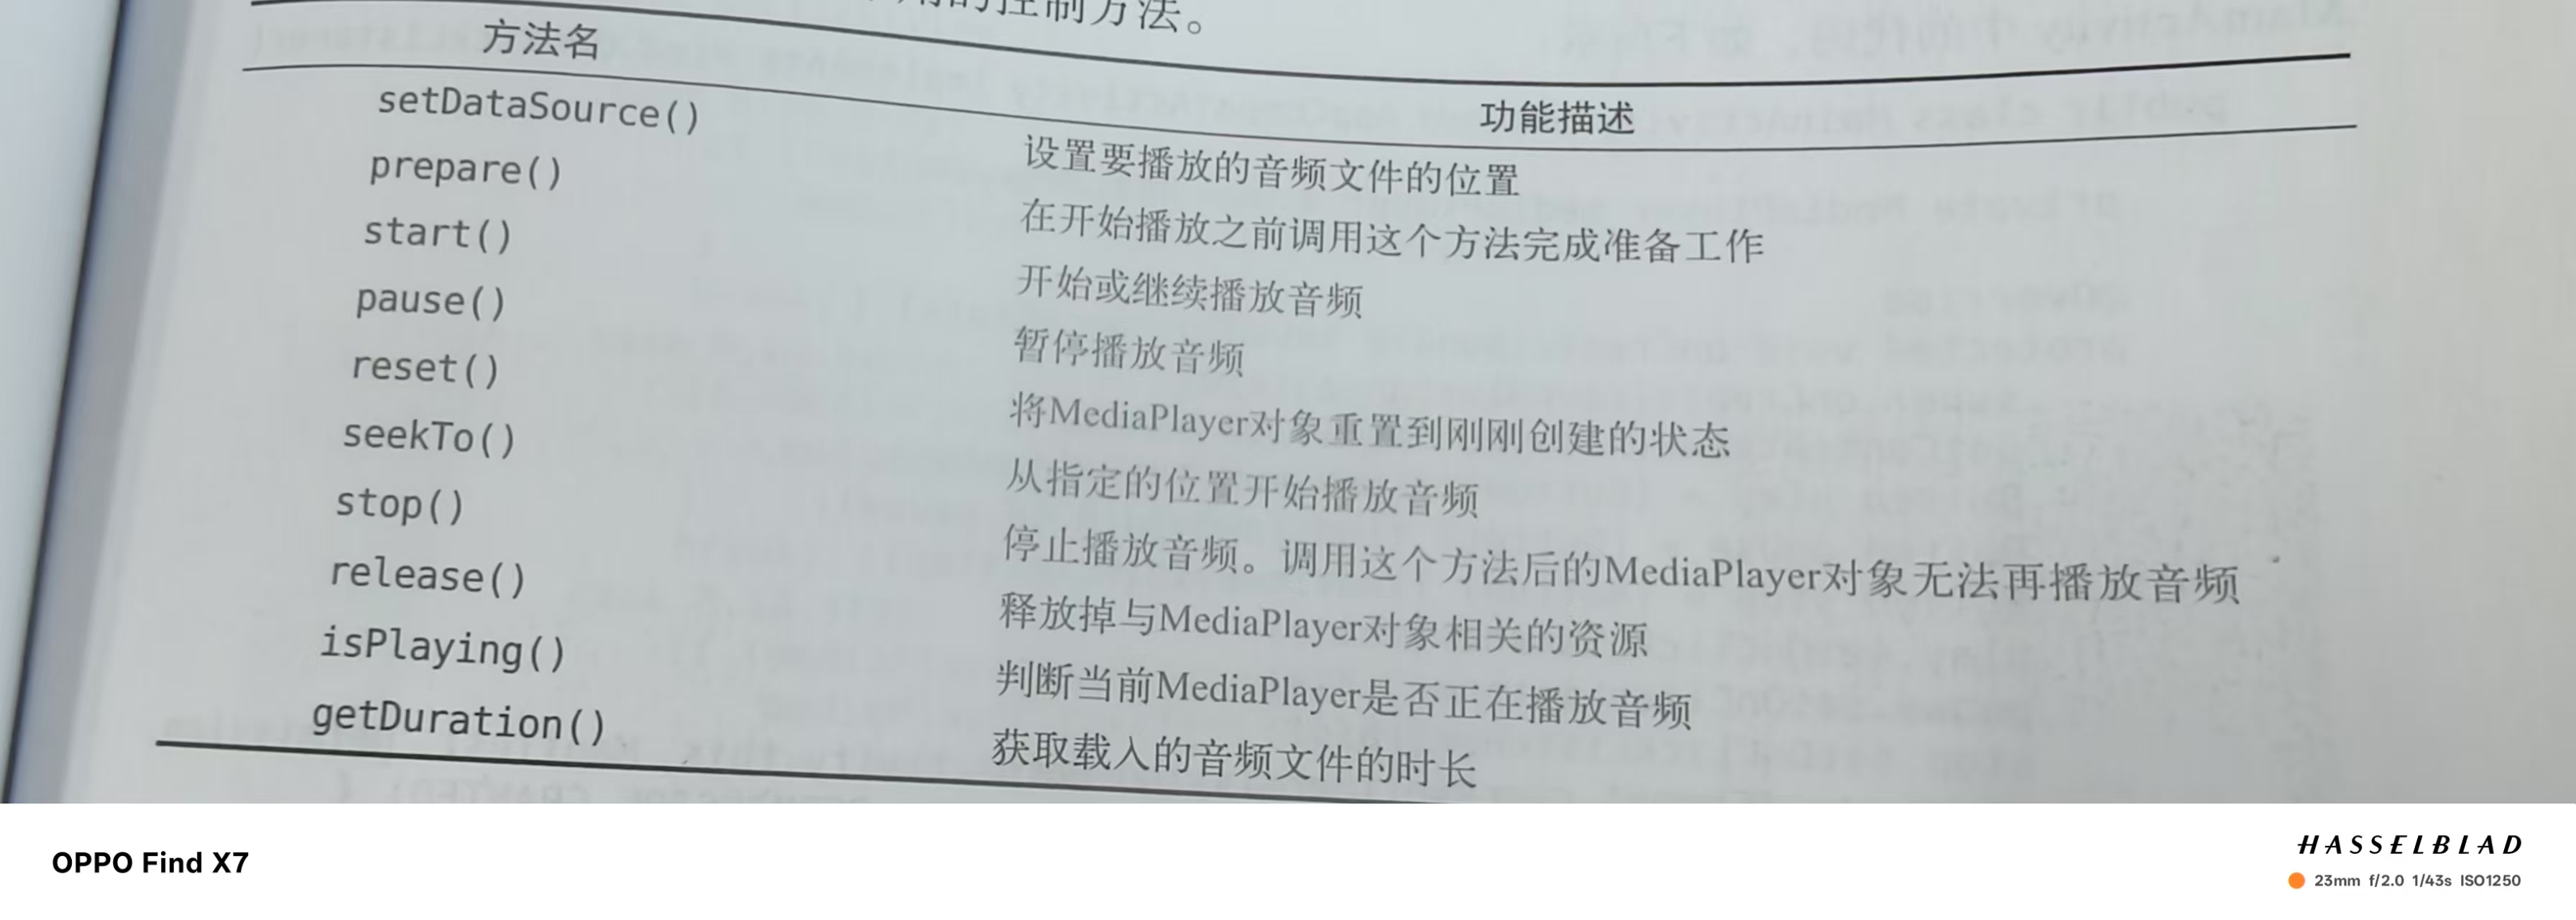 的控制方法。
方法名 功能描述
setDataSource() 设置要播放的音频文件的位置
prepare() 在开始播放之前调用这个方法完成准备工作
start() 开始或继续播放音频
pause() 暂停播放音频
reset() 将MediaPlayer对象重置到刚刚创建的状态
seekTo() 从指定的位置开始播放音频
stop() 停止播放音频。调用这个方法后的MediaPlayer对象无法再播放音频
release() 释放掉与MediaPlayer对象相关的资源
isPlaying() 判断当前MediaPlayer是否正在播放音频
getDuration() 获取载入的音频文件的时长
OPPO Find X7
HASSELBLAD
23mm f/2.0 1/43s ISO1250